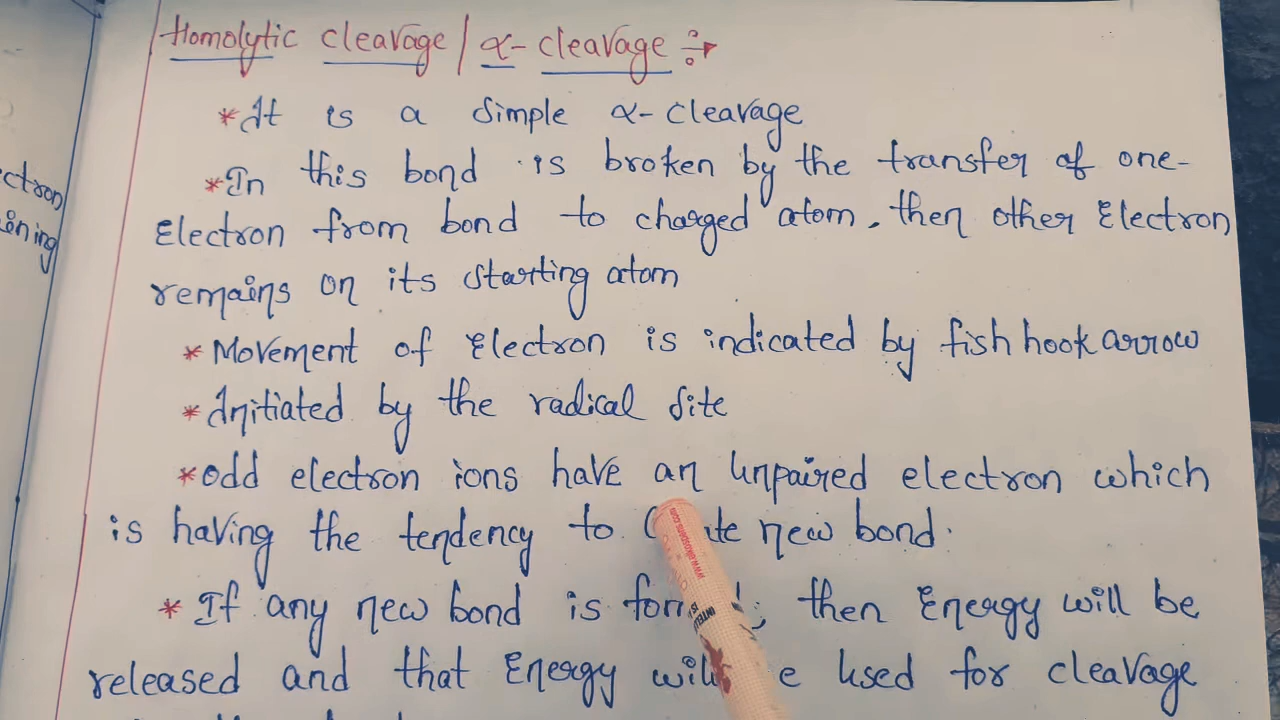 Homolytic cleavage / α-cleavage :→
ctron
ining
* It is a simple α-cleavage
* In this bond is broken by the transfer of one-
Electron from bond to charged atom, then other Electron
remains on its starting atom
* Movement of Electron is indicated by fish hook arrow
* Initiated by the radical site
* odd electron ions have an unpaired electron which
is having the tendency to new bond.
* If any new bond is ; then Energy will be
released and that Energy used for cleavage